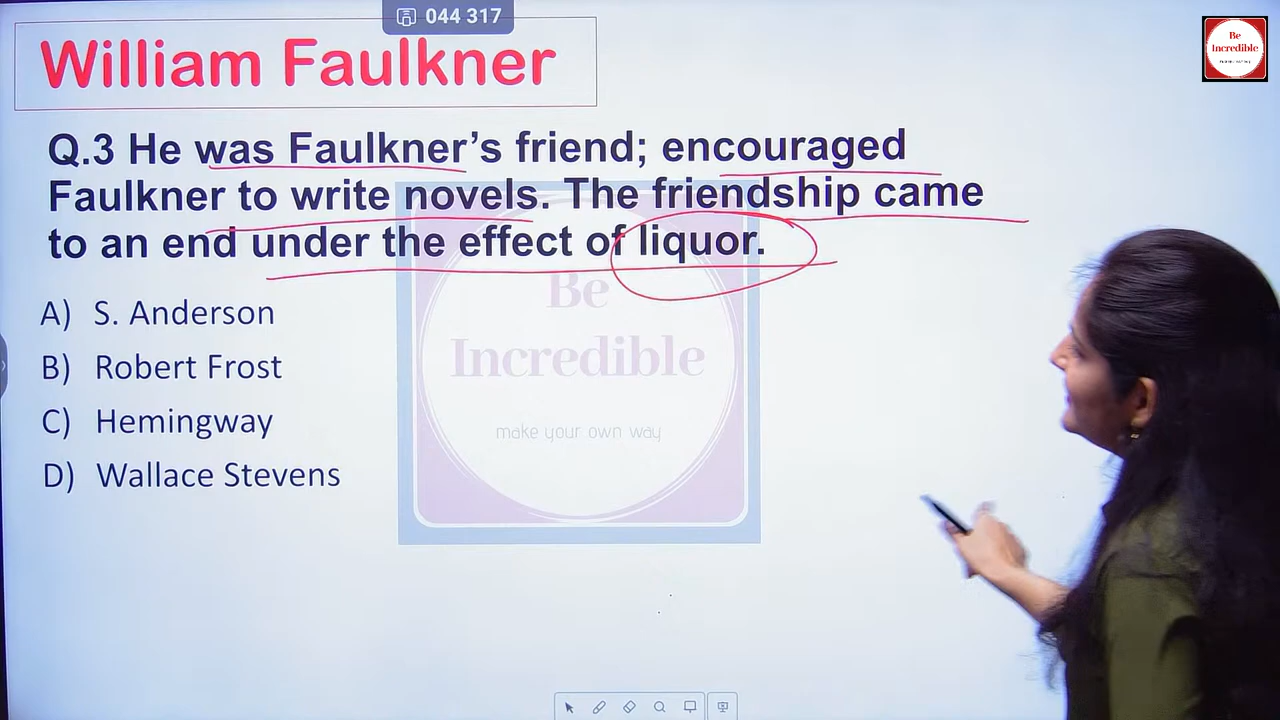 044 317
William Faulkner
Be
Incredible
Q.3 He was Faulkner's friend; encouraged
Faulkner to write novels. The friendship came
to an end under the effect of liquor.
Be
Incredible
make your own way
A) S. Anderson
B) Robert Frost
C) Hemingway
D) Wallace Stevens